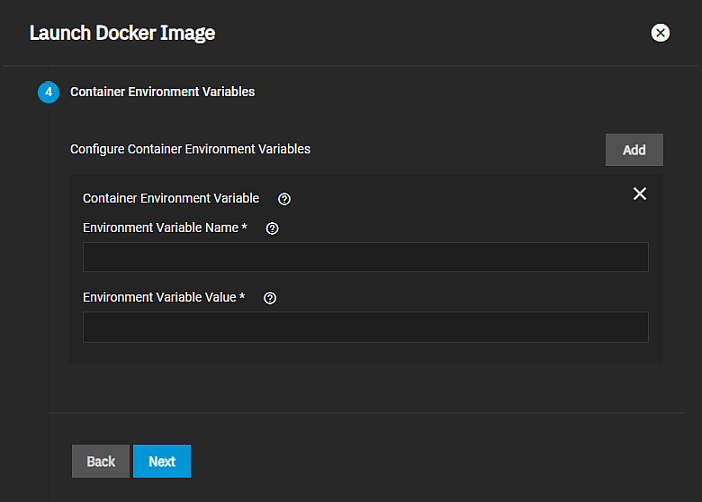 Launch Docker Image
4 Container Environment Variables
Configure Container Environment Variables Add
Container Environment Variable
Environment Variable Name *
Environment Variable Value *
Back Next